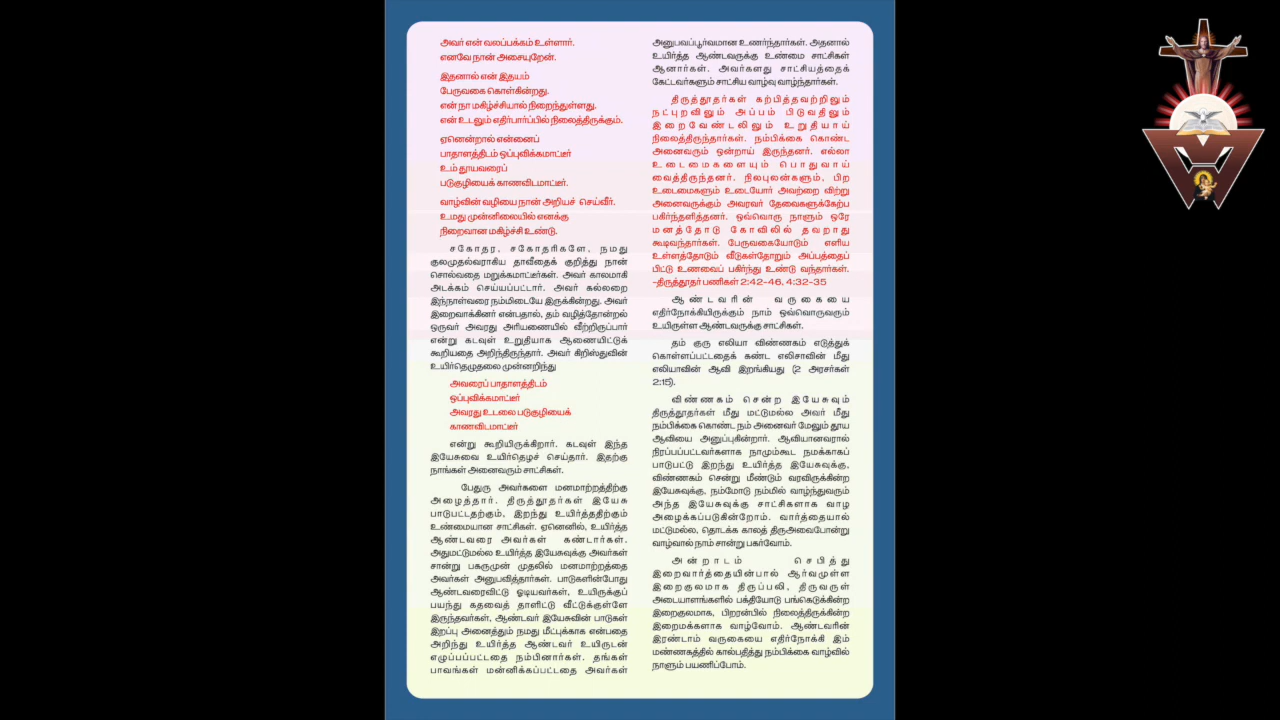 அவர் என் வலப்பக்கம் உள்ளார்.
எனவே நான் அசையுறேன்.
இதனால் என் இதயம்
பேருவகை கொள்கின்றது.
என் நா மகிழ்ச்சியால் நிறைந்துள்ளது.
என் உடலும் எதிர்பார்ப்பில் நிலைத்திருக்கும்.
ஏனென்றால் என்னைப்
பாதாளத்திடம் ஒப்புவிக்கமாட்டீர்
உம் தூயவரைப்
படுகுழியைக் காணவிடமாட்டீர்.
வாழ்வின் வழியை நான் அறியச் செய்வீர்.
உமது முன்னிலையில் எனக்கு
நிறைவான மகிழ்ச்சி உண்டு.
சகோதர, சகோதரிகளே, நமது
குலமுதல்வராகிய தாவீதைக் குறித்து நான்
சொல்வதை மறுக்கமாட்டீர்கள். அவர் காலமாகி
அடக்கம் செய்யப்பட்டார். அவர் கல்லறை
இந்நாள்வரை நம்மிடையே இருக்கின்றது. அவர்
இறைவாக்கினர் என்பதால், தம் வழித்தோன்றல்
ஒருவர் அவரது அரியணையில் வீற்றிருப்பார்
என்று கடவுள் உறுதியாக ஆணையிட்டுக்
கூறியதை அறிந்திருந்தார். அவர் கிறிஸ்துவின்
உயிர்தெழுதலை முன்னறிந்து
அவரைப் பாதாளத்திடம்
ஒப்புவிக்கமாட்டீர்
அவரது உடலை படுகுழியைக்
காணவிடமாட்டீர்
என்று கூறியிருக்கிறார். கடவுள் இந்த
இயேசுவை உயிர்தெழச் செய்தார். இதற்கு
நாங்கள் அனைவரும் சாட்சிகள்.
பேதுரு அவர்களை மனமாற்றத்திற்கு
அழைத்தார். திருத்தூதர்கள் இயேசு
பாடுபட்டதற்கும், இறந்து உயிர்த்ததிற்கும்
உண்மையான சாட்சிகள். ஏனெனில், உயிர்த்த
ஆண்டவரை அவர்கள் கண்டார்கள்.
அதுமட்டுமல்ல உயிர்த்த இயேசுவுக்கு அவர்கள்
சான்று பகருமுன் முதலில் மனமாற்றத்தை
அவர்கள் அனுபவித்தார்கள். பாடுகளின்போது
ஆண்டவரைவிட்டு ஓடியவர்கள், உயிருக்குப்
பயந்து கதவைத் தாளிட்டு வீட்டுக்குள்ளே
இருந்தவர்கள், ஆண்டவர் இயேசுவின் பாடுகள்
இறப்பு அனைத்தும் நமது மீட்புக்காக என்பதை
அறிந்து உயிர்த்த ஆண்டவர் உயிருடன்
எழுப்பப்பட்டதை நம்பினார்கள். தங்கள்
பாவங்கள் மன்னிக்கப்பட்டதை அவர்கள்
அனுபவப்பூர்வமான உணர்ந்தார்கள். அதனால்
உயிர்த்த ஆண்டவருக்கு உண்மை சாட்சிகள்
ஆனார்கள். அவர்களது சாட்சியத்தைக்
கேட்டவர்களும் சாட்சிய வாழ்வு வாழ்ந்தார்கள்.
திருத்தூதர்கள் கற்பித்தவற்றிலும்
நட்புறவிலும் அப்பம் பிடுவதிலும்
இறைவேண்டலிலும் உறுதியாய்
நிலைத்திருந்தார்கள். நம்பிக்கை கொண்ட
அனைவரும் ஒன்றாய் இருந்தனர். எல்லா
உடைமைகளையும் பொதுவாய்
வைத்திருந்தனர். நிலபுலன்களும், பிற
உடைமைகளும் உடையோர் அவற்றை விற்று
அனைவருக்கும் அவரவர் தேவைகளுக்கேற்ப
பகிர்ந்தளித்தனர். ஒவ்வொரு நாளும் ஒரே
மனத்தோடு கோவிலில் தவறாது
கூடிவந்தார்கள். பேருவகையோடும் எளிய
உள்ளத்தோடும் வீடுகள்தோறும் அப்பத்தைப்
பிட்டு உணவைப் பகிர்ந்து உண்டு வந்தார்கள்.
-திருத்தூதர் பணிகள் 2:42-46, 4:32-35
ஆண்டவரின் வருகையை
எதிர்நோக்கியிருக்கும் நாம் ஒவ்வொருவரும்
உயிருள்ள ஆண்டவருக்கு சாட்சிகள்.
தம் குரு எலியா விண்ணகம் எடுத்துக்
கொள்ளப்பட்டதைக் கண்ட எலிசாவின் மீது
எலியாவின் ஆவி இறங்கியது (2 அரசர்கள்
2:15).
விண்ணகம் சென்ற இயேசுவும்
திருத்தூதர்கள் மீது மட்டுமல்ல அவர் மீது
நம்பிக்கை கொண்ட நம் அனைவர் மேலும் தூய
ஆவியை அனுப்புகின்றார். ஆவியானவரால்
நிரப்பப்பட்டவர்களாக நாமும்கூட நமக்காகப்
பாடுபட்டு இறந்து உயிர்த்த இயேசுவுக்கு,
விண்ணகம் சென்று மீண்டும் வரவிருக்கின்ற
இயேசுவுக்கு, நம்மோடு நம்மில் வாழ்ந்துவரும்
அந்த இயேசுவுக்கு சாட்சிகளாக வாழ
அழைக்கப்படுகின்றோம். வார்த்தையால்
மட்டுமல்ல, தொடக்க காலத் திருஅவைபோன்று
வாழ்வால் நாம் சான்று பகர்வோம்.
அன்றாடம் செபித்து
இறைவார்த்தையின்பால் ஆர்வமுள்ள
இறைகுலமாக திருப்பலி, திருவருள்
அடையாளங்களில் பக்தியோடு பங்கெடுக்கின்ற
இறைகுலமாக, பிறரன்பில் நிலைத்திருக்கின்ற
இறைமக்களாக வாழ்வோம். ஆண்டவரின்
இரண்டாம் வருகையை எதிர்நோக்கி இம்
மண்ணகத்தில் கால்பதித்து நம்பிக்கை வாழ்வில்
நாளும் பயணிப்போம்.